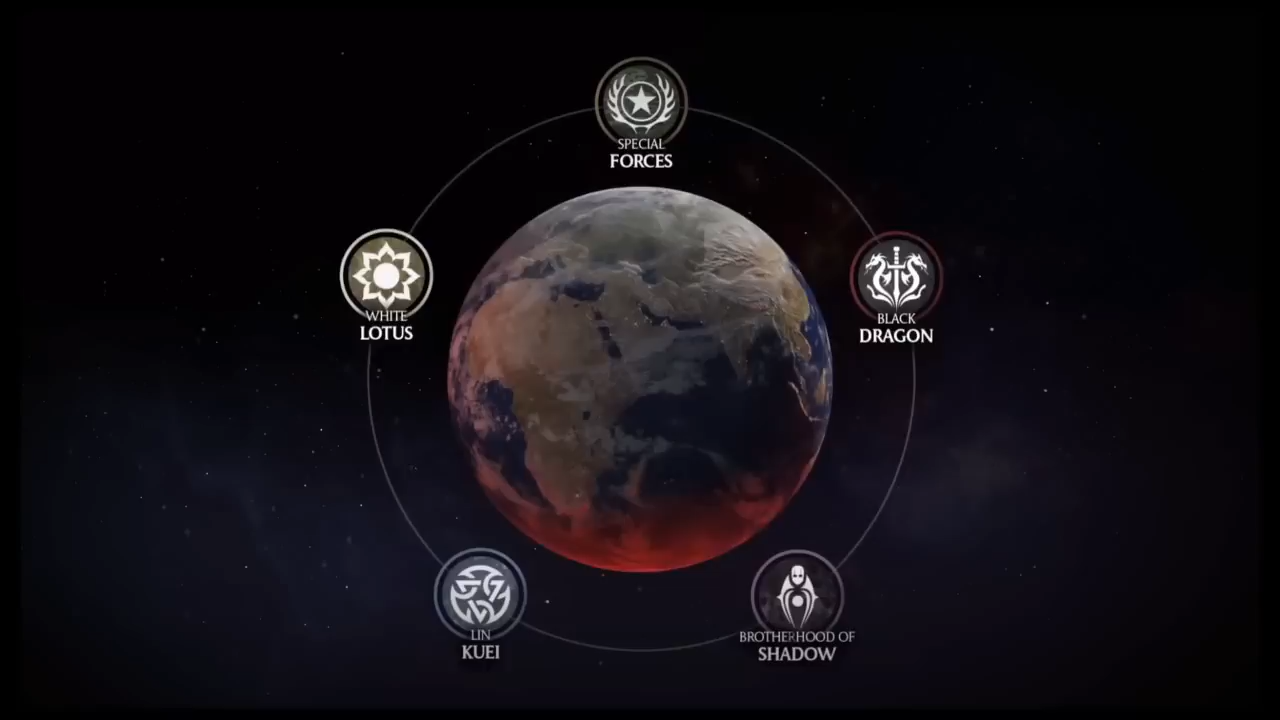 SPECIAL
FORCES
WHITE
LOTUS
BLACK
DRAGON
LIN
KUEI
BROTHERHOOD OF
SHADOW